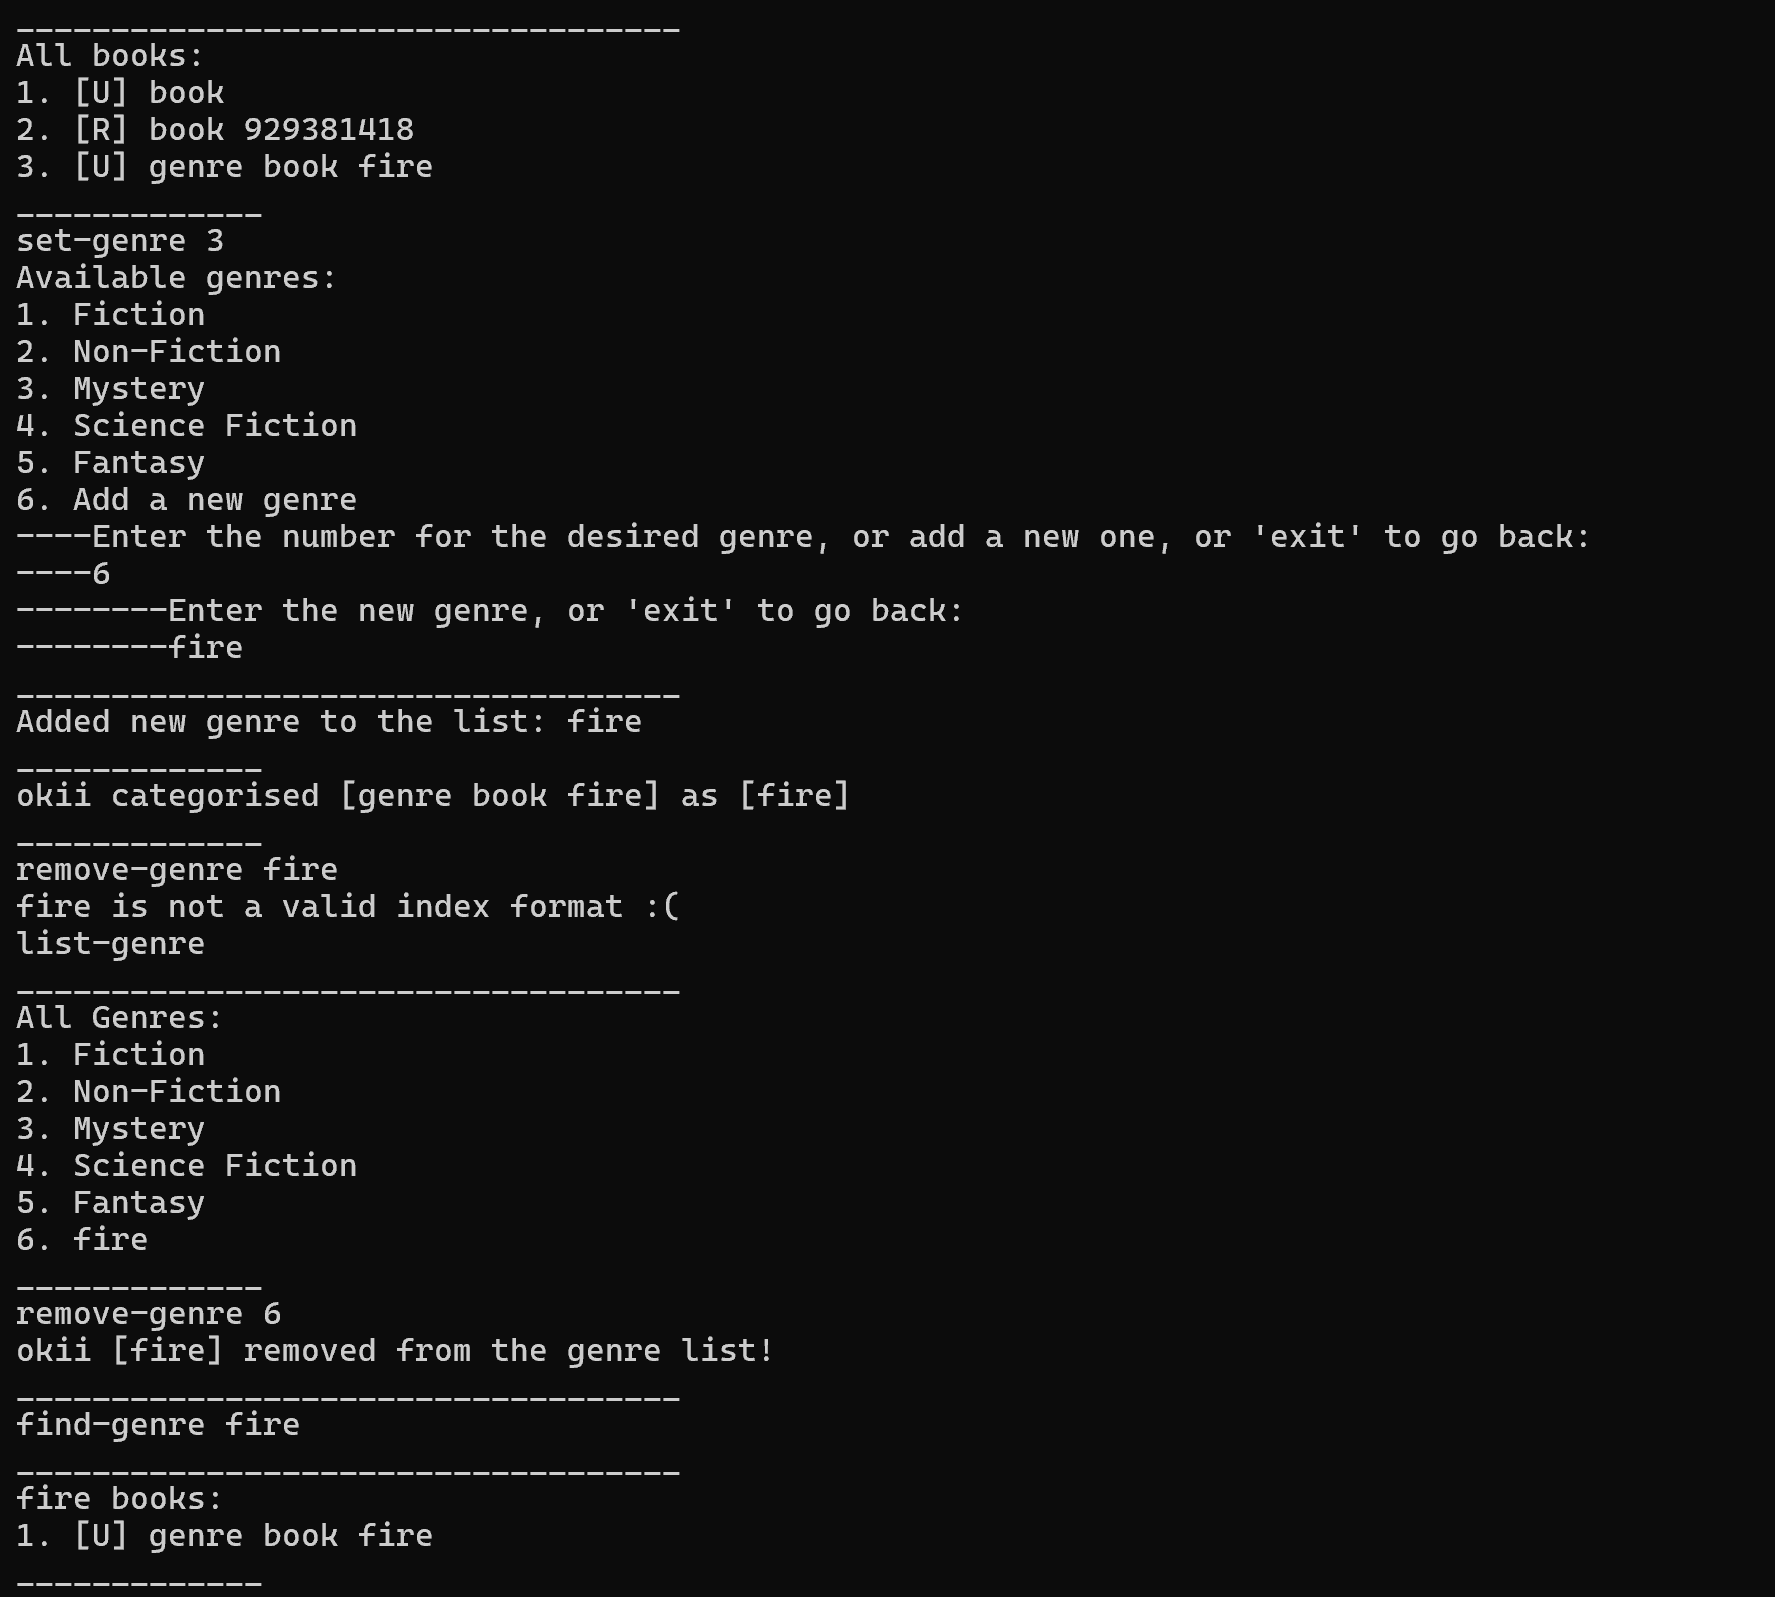 ___________________________________
All books:
1. [U] book
2. [R] book 929381418
3. [U] genre book fire
_____________
set-genre 3
Available genres:
1. Fiction
2. Non-Fiction
3. Mystery
4. Science Fiction
5. Fantasy
6. Add a new genre
----Enter the number for the desired genre, or add a new one, or 'exit' to go back:
----6
--------Enter the new genre, or 'exit' to go back:
--------fire
___________________________________
Added new genre to the list: fire
_____________
okii categorised [genre book fire] as [fire]
_____________
remove-genre fire
fire is not a valid index format :(
list-genre
___________________________________
All Genres:
1. Fiction
2. Non-Fiction
3. Mystery
4. Science Fiction
5. Fantasy
6. fire
_____________
remove-genre 6
okii [fire] removed from the genre list!
___________________________________
find-genre fire
___________________________________
fire books:
1. [U] genre book fire
_____________